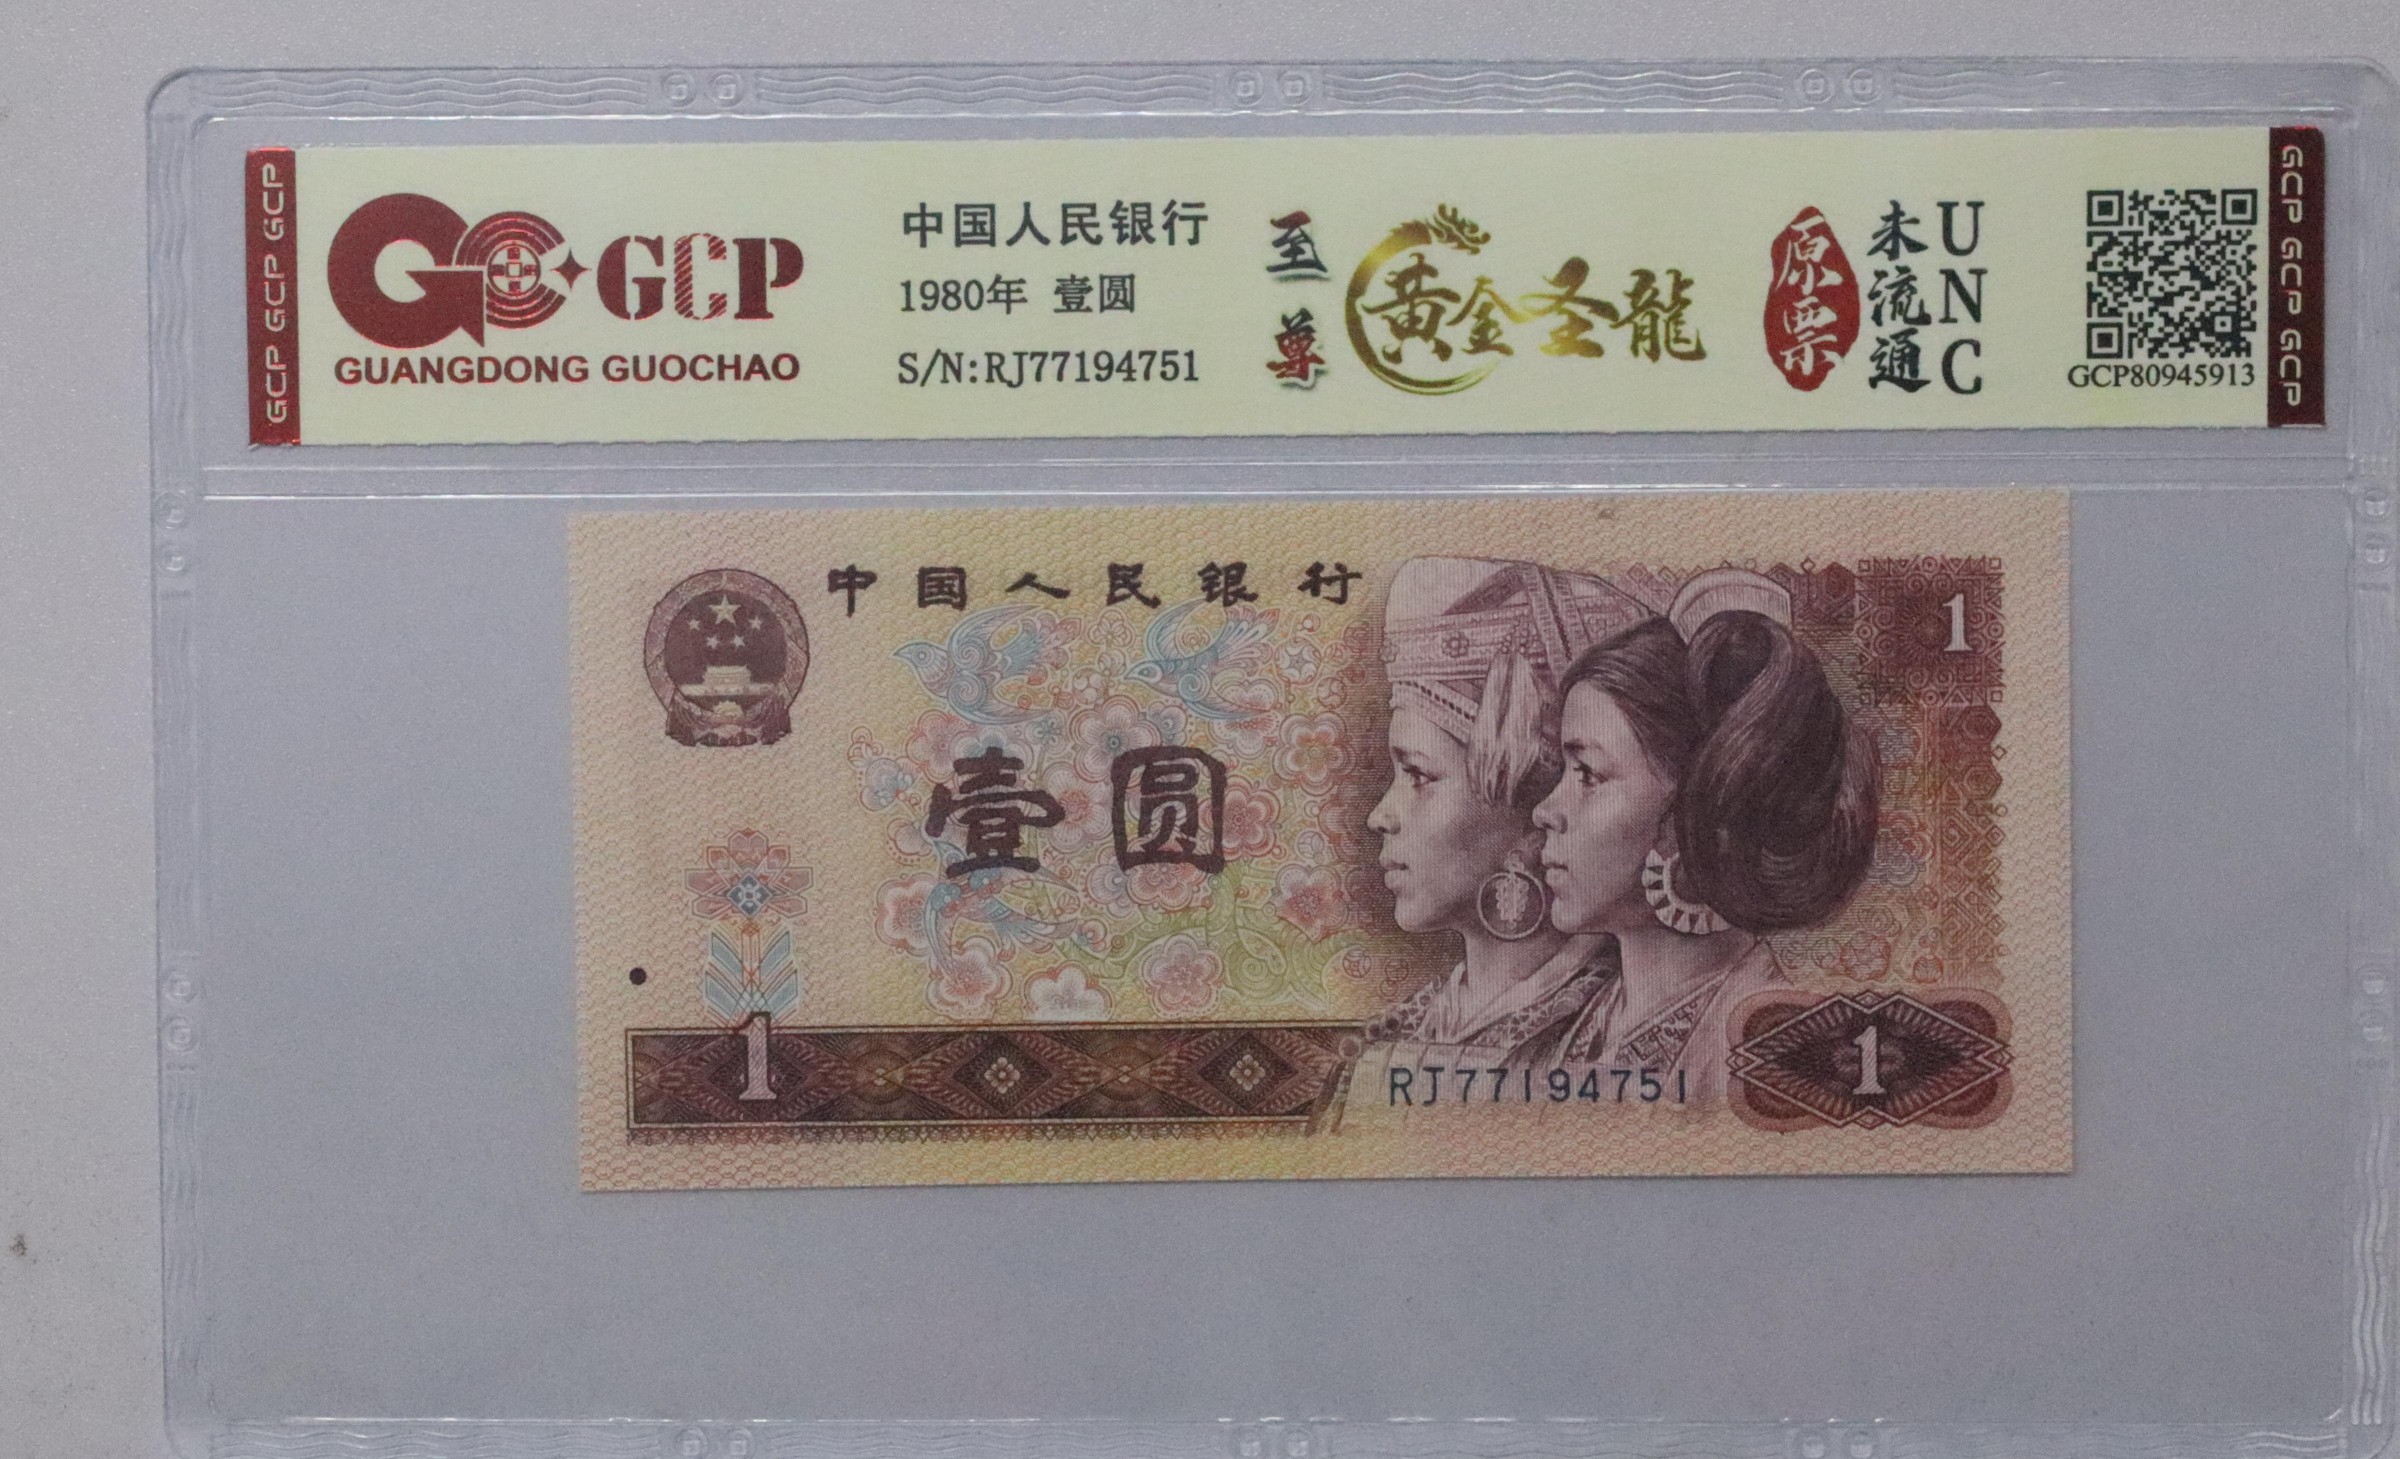 GCP GCP GCP
GCP
GUANGDONG GUOCHAO
中国人民银行
1980年 壹圆
S/N:RJ77194751
至尊
黄金圣龍
原票
未流通
UNC
GCP80945913
GCP GCP GCP
中国人民银行
1
壹圆
1
RJ77194751
1